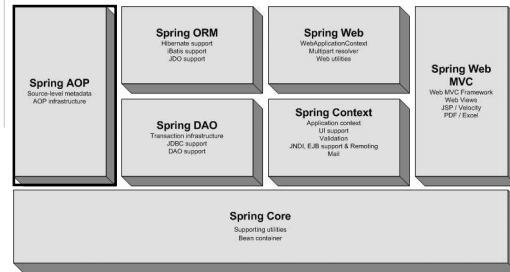 Spring AOP
Source-level metadata
AOP infrastructure
Spring ORM
Hibernate support
iBatis support
JDO support
Spring Web
WebApplicationContext
Multipart resolver
Web utilities
Spring Web
MVC
Web MVC Framework
Web Views
JSP / Velocity
PDF / Excel
Spring DAO
Transaction infrastructure
JDBC support
DAO support
Spring Context
Application context
UI support
Validation
JNDI, EJB support & Remoting
Mail
Spring Core
Supporting utilities
Bean container